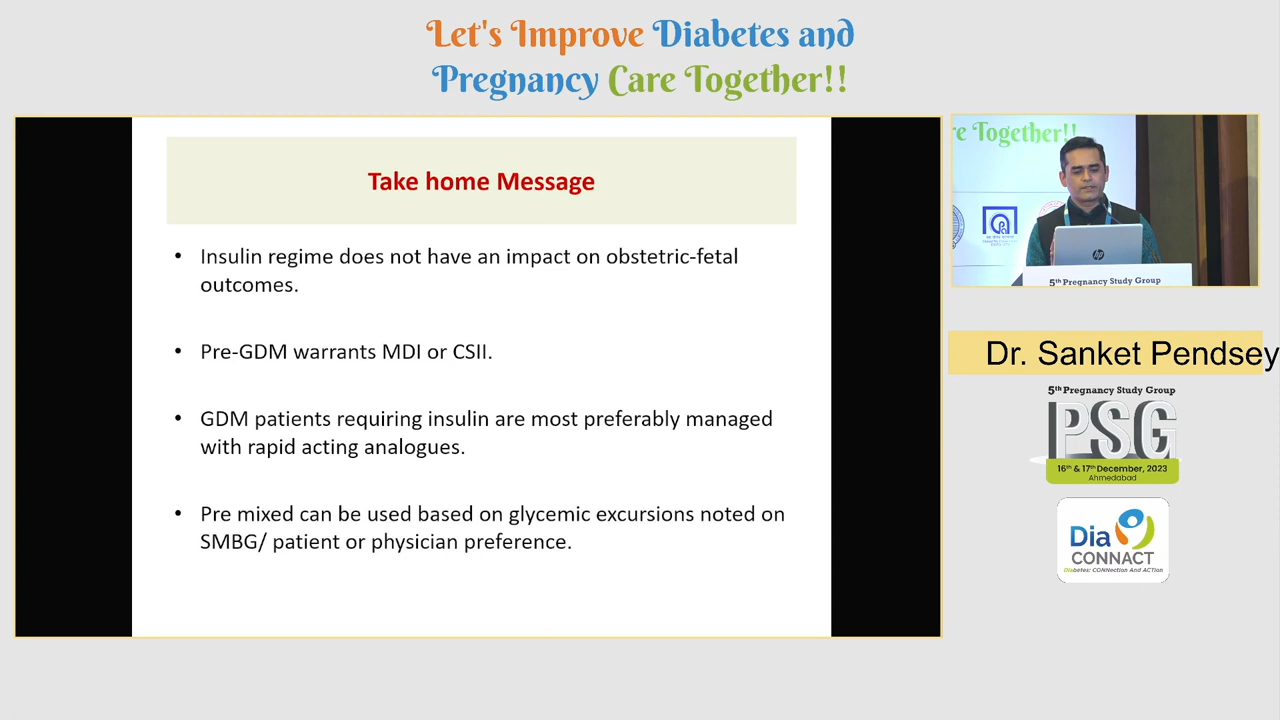 Let's Improve Diabetes and
Pregnancy Care Together!!
Take home Message
• Insulin regime does not have an impact on obstetric-fetal
outcomes.
• Pre-GDM warrants MDI or CSII.
• GDM patients requiring insulin are most preferably managed
with rapid acting analogues.
• Pre mixed can be used based on glycemic excursions noted on
SMBG/ patient or physician preference.
re Together!!
hp
5th Pregnancy Study Group
Dr. Sanket Pendsey
5th Pregnancy Study Group
PSG
16th & 17th December, 2023
Ahmedabad
Dia
CONNACT
Diabetes: CONNection And ACTion